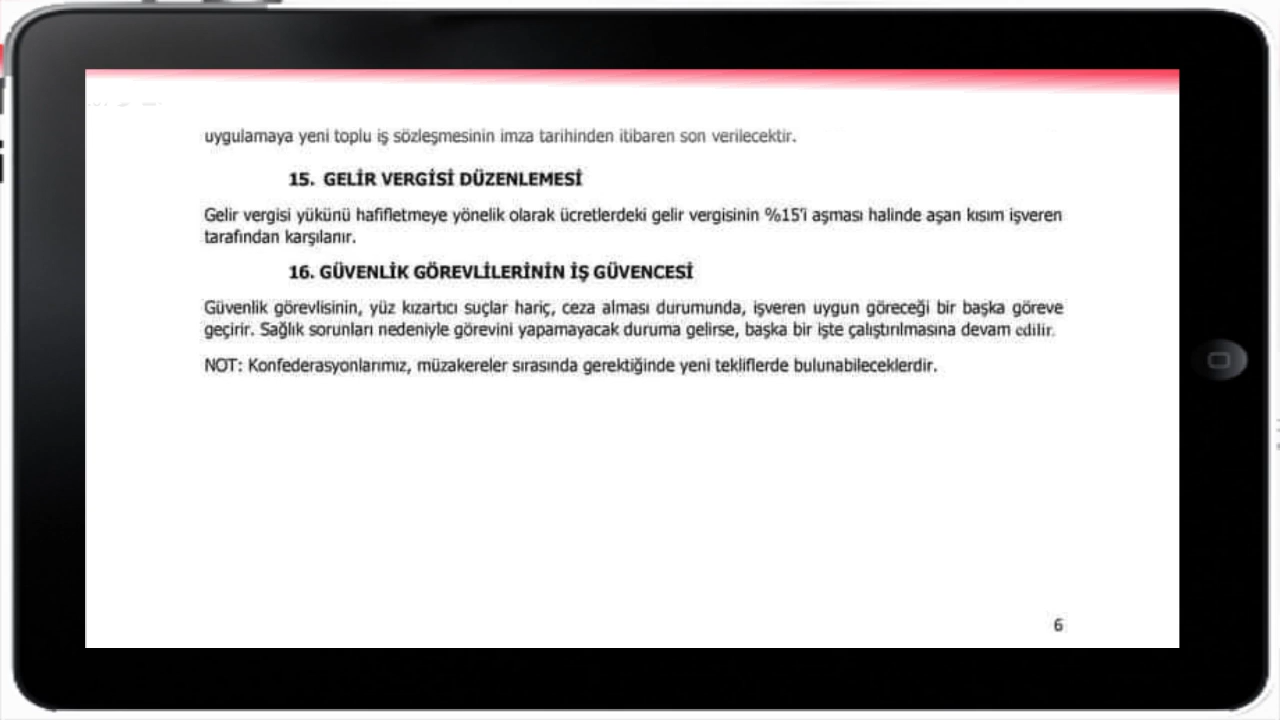 uygulamaya yeni toplu iş sözleşmesinin imza tarihinden itibaren son verilecektir.
15. GELİR VERGİSİ DÜZENLEMESİ
Gelir vergisi yükünü hafifletmeye yönelik olarak ücretlerdeki gelir vergisinin %15'i aşması halinde aşan kısım işveren
tarafından karşılanır.
16. GÜVENLİK GÖREVLİLERİNİN İŞ GÜVENCESİ
Güvenlik görevlisinin, yüz kızartıcı suçlar hariç, ceza alması durumunda, işveren uygun göreceği bir başka göreve
geçirir. Sağlık sorunları nedeniyle görevini yapamayacak duruma gelirse, başka bir işte çalıştırılmasına devam edilir.
NOT: Konfederasyonlarımız, müzakereler sırasında gerektiğinde yeni tekliflerde bulunabileceklerdir.
6